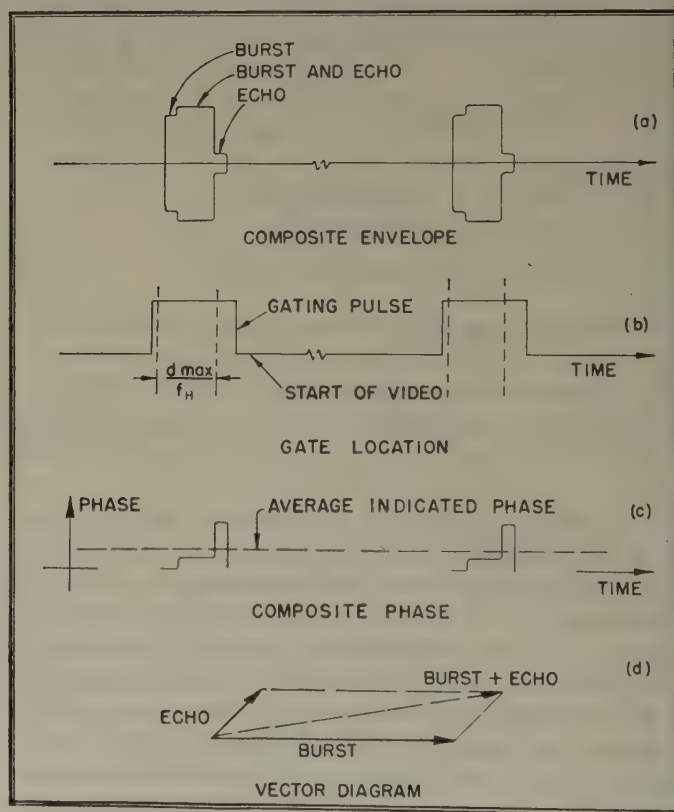 BURST
BURST AND ECHO
ECHO
(a)
TIME
COMPOSITE ENVELOPE
GATING PULSE
(b)
d max
f_H
START OF VIDEO
TIME
GATE LOCATION
PHASE
AVERAGE INDICATED PHASE
(c)
TIME
COMPOSITE PHASE
(d)
BURST + ECHO
ECHO
BURST
VECTOR DIAGRAM